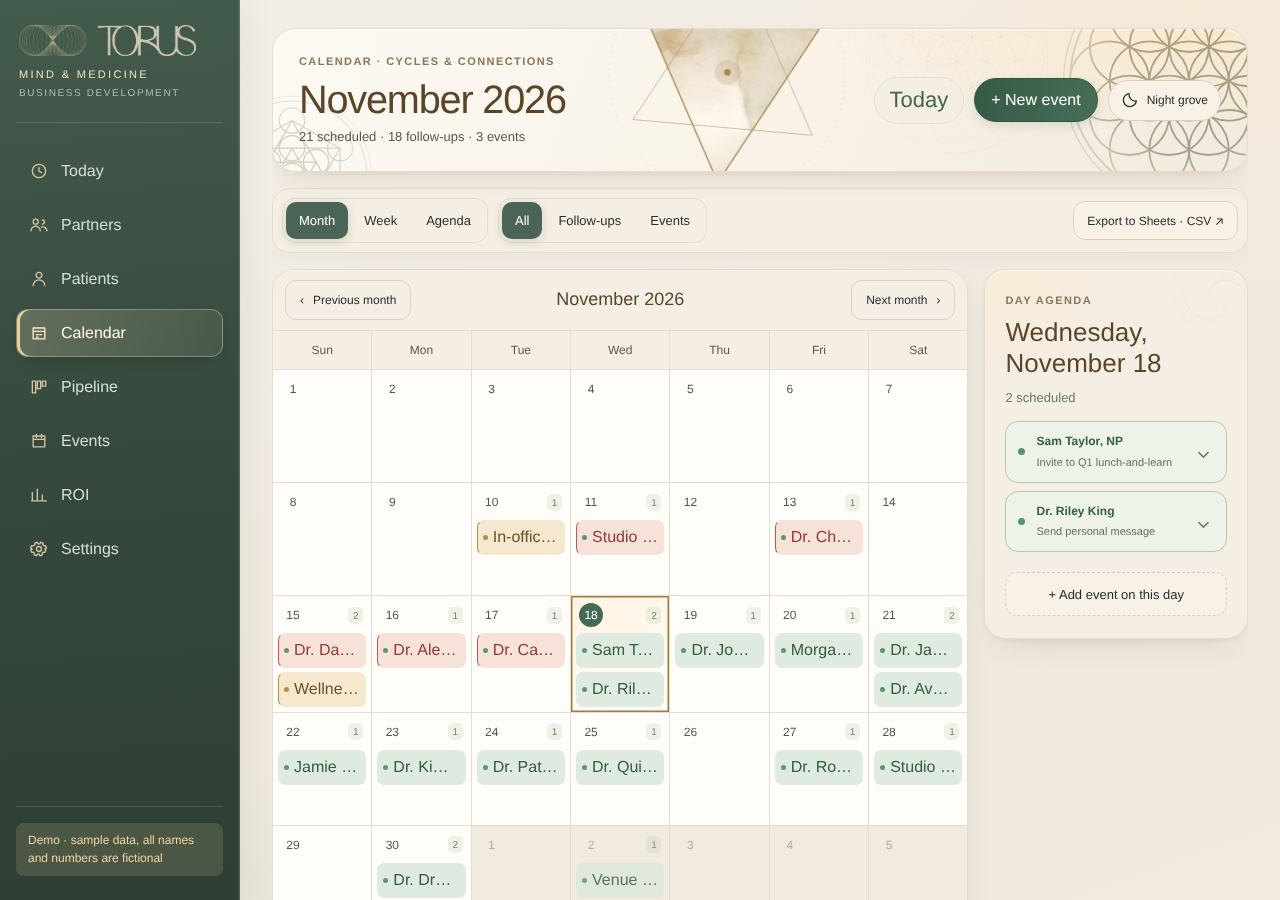 TORUS
MIND & MEDICINE
BUSINESS DEVELOPMENT
Today
Partners
Patients
Calendar
Pipeline
Events
ROI
Settings
Demo · sample data, all names
and numbers are fictional
CALENDAR · CYCLES & CONNECTIONS
November 2026
21 scheduled · 18 follow-ups · 3 events
Today
+ New event
Night grove
Month Week Agenda
All Follow-ups Events
Export to Sheets · CSV ↗
‹ Previous month
November 2026
Next month ›
Sun Mon Tue Wed Thu Fri Sat
1 2 3 4 5 6 7
8 9 10 1 11 1 12 13 1 14
In-offic… Studio … Dr. Ch…
15 2 16 1 17 1 18 2 19 1 20 1 21 2
Dr. Da… Dr. Ale… Dr. Ca… Sam T… Dr. Jo… Morga… Dr. Ja…
Wellne… Dr. Ril… Dr. Av…
22 1 23 1 24 1 25 1 26 27 1 28 1
Jamie … Dr. Ki… Dr. Pat… Dr. Qui… Dr. Ro… Studio …
29 30 2 1 2 1 3 4 5
Dr. Dr… Venue …
DAY AGENDA
Wednesday,
November 18
2 scheduled
Sam Taylor, NP
Invite to Q1 lunch-and-learn
Dr. Riley King
Send personal message
+ Add event on this day